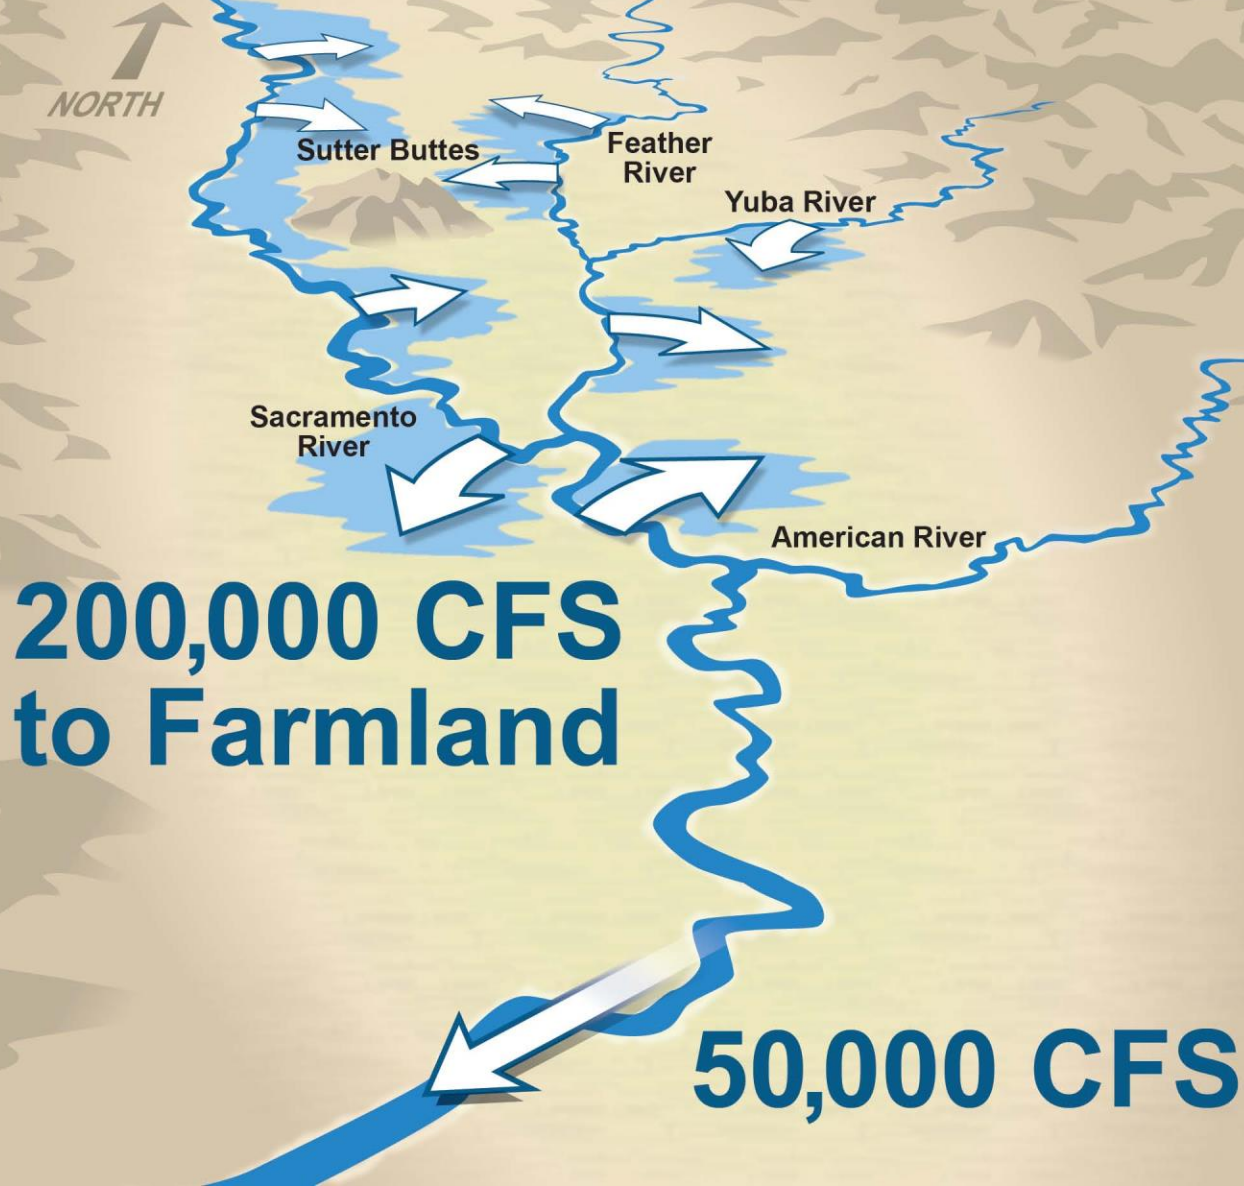 NORTH
Sutter Buttes
Feather
River
Yuba River
Sacramento
River
American River
200,000 CFS
to Farmland
50,000 CFS